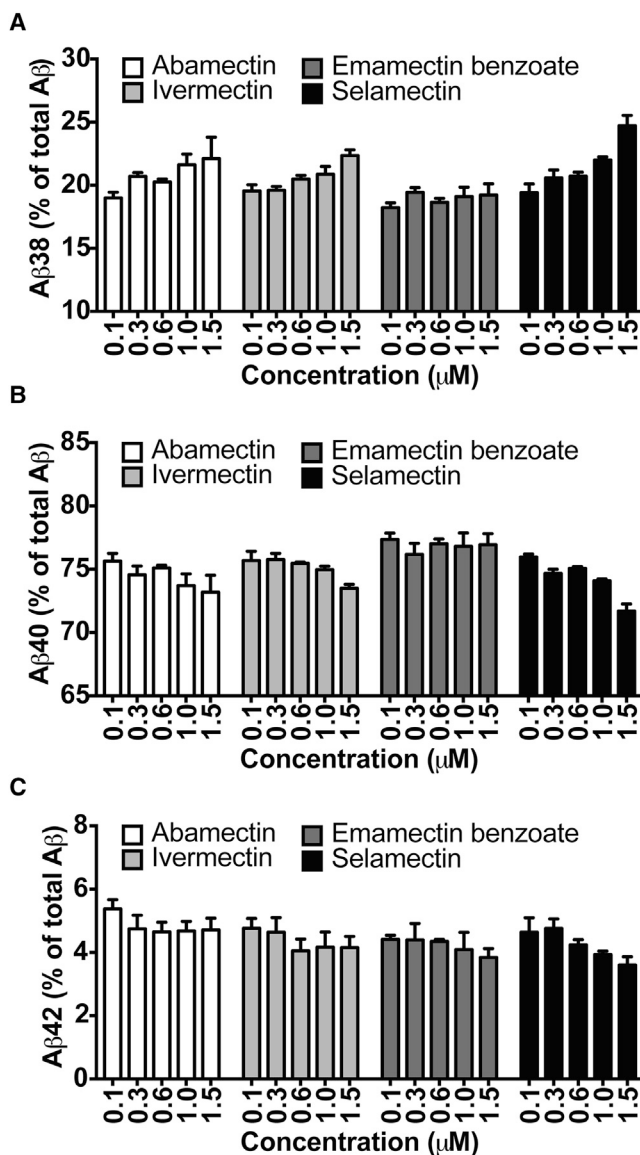 A
Aβ38 (% of total Aβ)
30
25
20
15
10
Abamectin
Ivermectin
Emamectin benzoate
Selamectin
0.1 0.3 0.6 1.0 1.5 0.1 0.3 0.6 1.0 1.5 0.1 0.3 0.6 1.0 1.5 0.1 0.3 0.6 1.0 1.5
Concentration (μM)
B
Aβ40 (% of total Aβ)
85
75
70
65
Abamectin
Ivermectin
Emamectin benzoate
Selamectin
0.1 0.3 0.6 1.0 1.5 0.1 0.3 0.6 1.0 1.5 0.1 0.3 0.6 1.0 1.5 0.1 0.3 0.6 1.0 1.5
Concentration (μM)
C
Aβ42 (% of total Aβ)
8
6
4
2
0
Abamectin
Ivermectin
Emamectin benzoate
Selamectin
0.1 0.3 0.6 1.0 1.5 0.1 0.3 0.6 1.0 1.5 0.1 0.3 0.6 1.0 1.5 0.1 0.3 0.6 1.0 1.5
Concentration (μM)